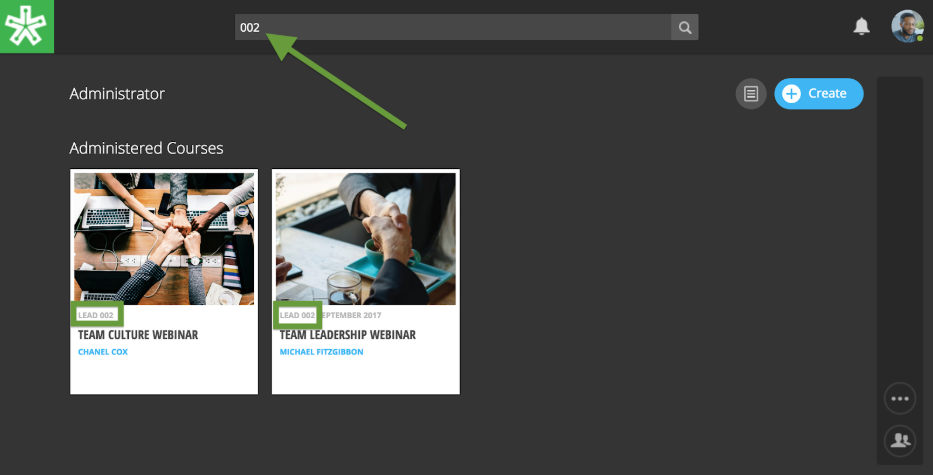 002
Administrator
Create
Administered Courses
LEAD 002
TEAM CULTURE WEBINAR
CHANEL COX
LEAD 002 EPTEMBER 2017
TEAM LEADERSHIP WEBINAR
MICHAEL FITZGIBBON